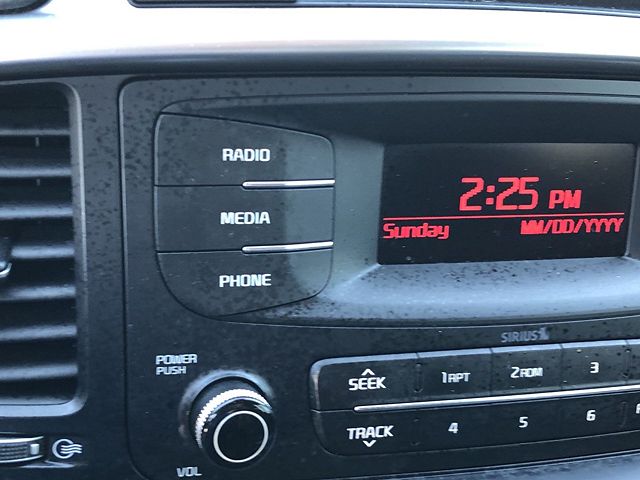 RADIO
MEDIA
PHONE
2:25 PM
Sunday MM/DD/YYYY
SIRIUS
POWER
PUSH
VOL
SEEK 1RPT 2RDM 3
TRACK 4 5 6